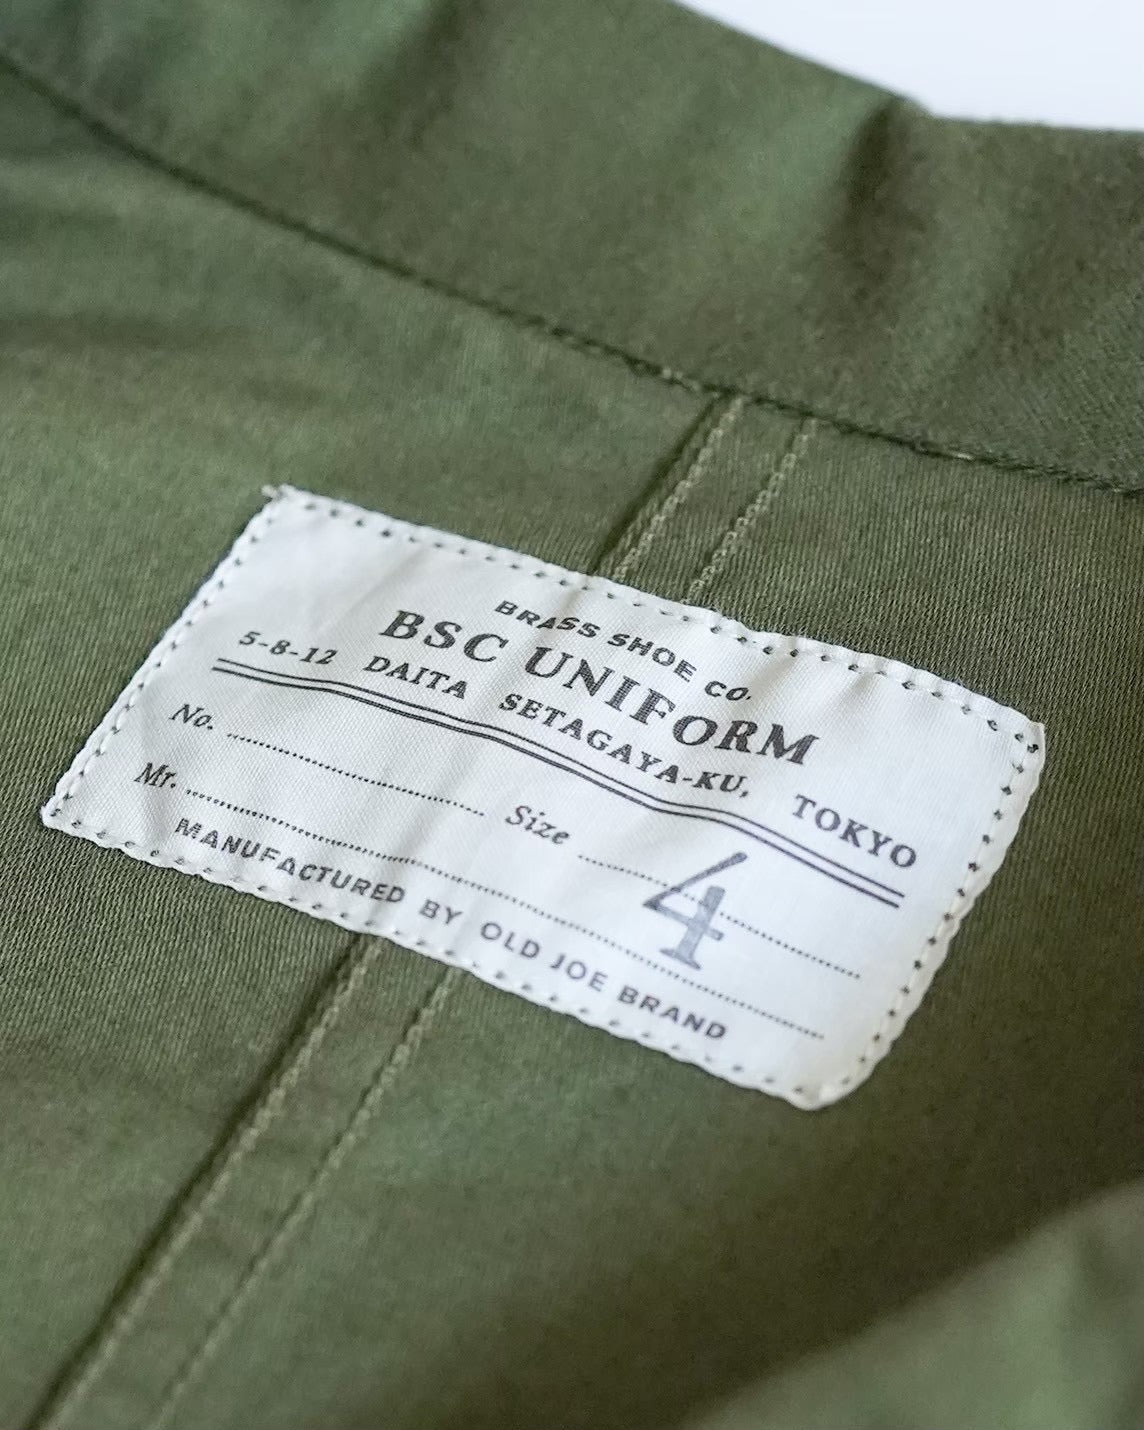 BRASS SHOE CO.
BSC UNIFORM
5-8-12 DAITA SETAGAYA-KU, TOKYO
No. Size 4
Mr.
MANUFACTURED BY OLD JOE BRAND